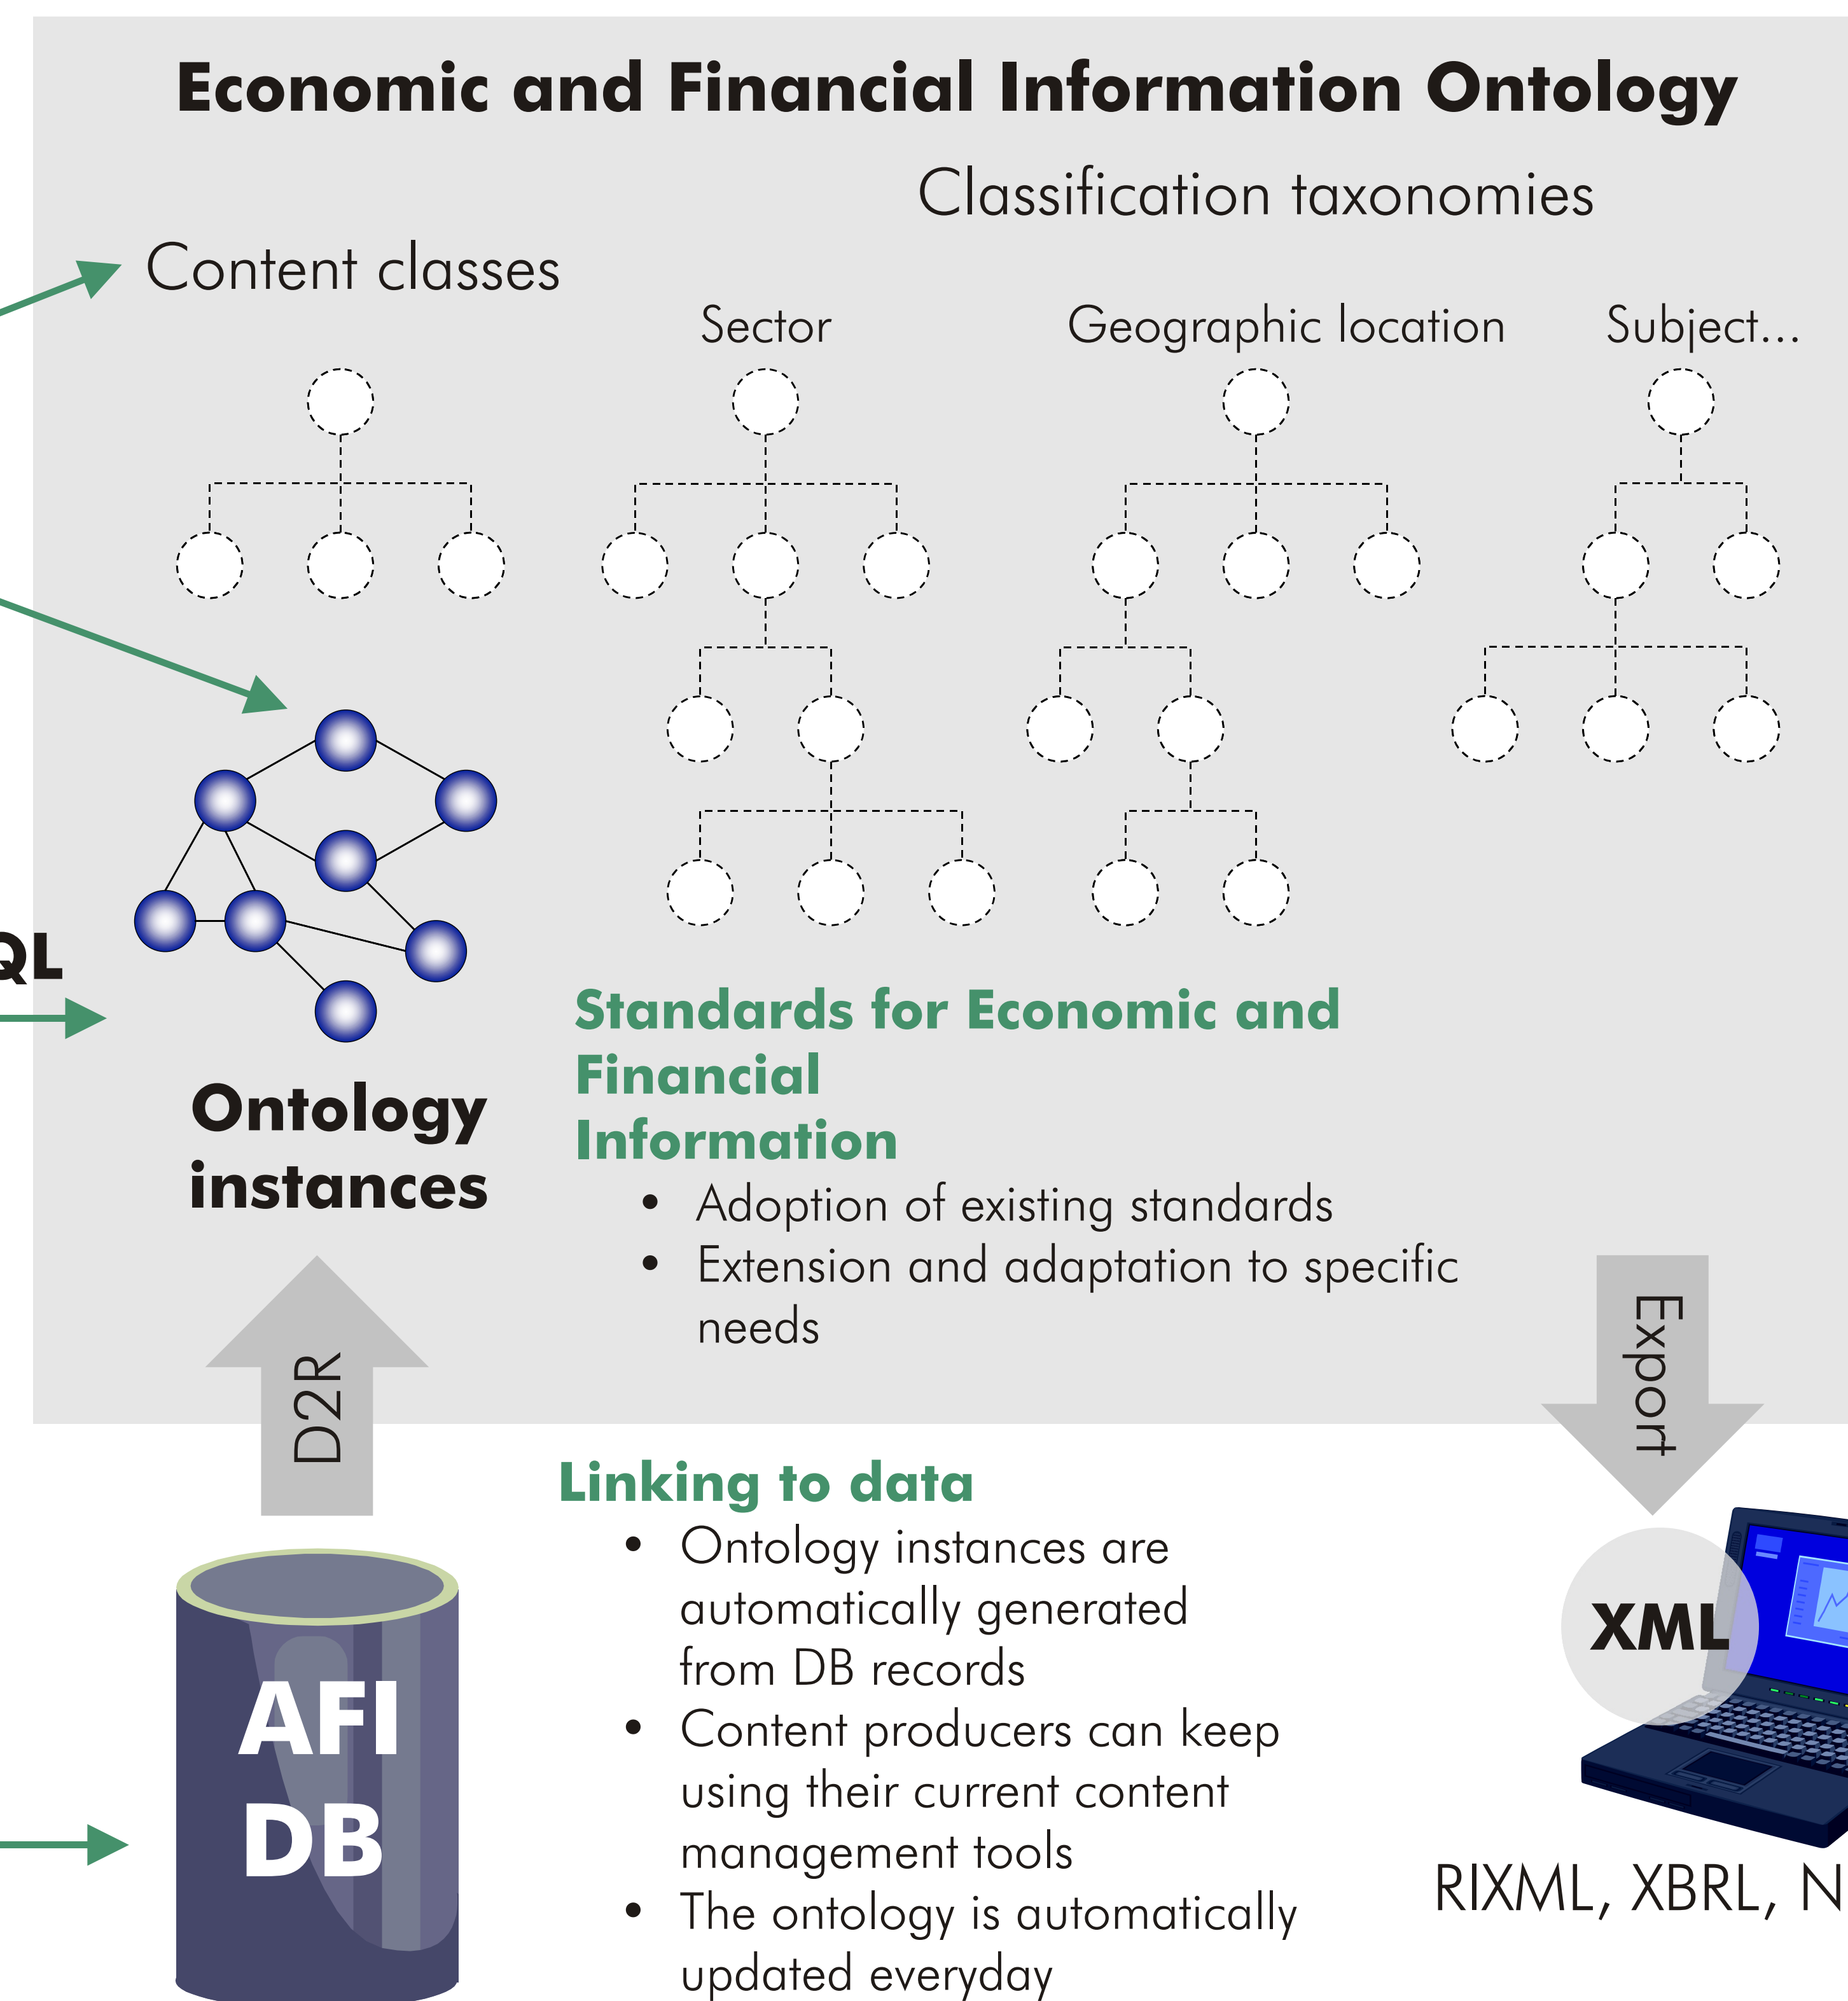 Economic and Financial Information Ontology
Classification taxonomies
Content classes
Sector
Geographic location
Subject...
QL
Ontology
instances
Standards for Economic and
Financial
Information
• Adoption of existing standards
• Extension and adaptation to specific
needs
D2R
Export
Linking to data
• Ontology instances are
automatically generated
from DB records
• Content producers can keep
using their current content
management tools
• The ontology is automatically
updated everyday
AFI
DB
XML
RIXML, XBRL, N